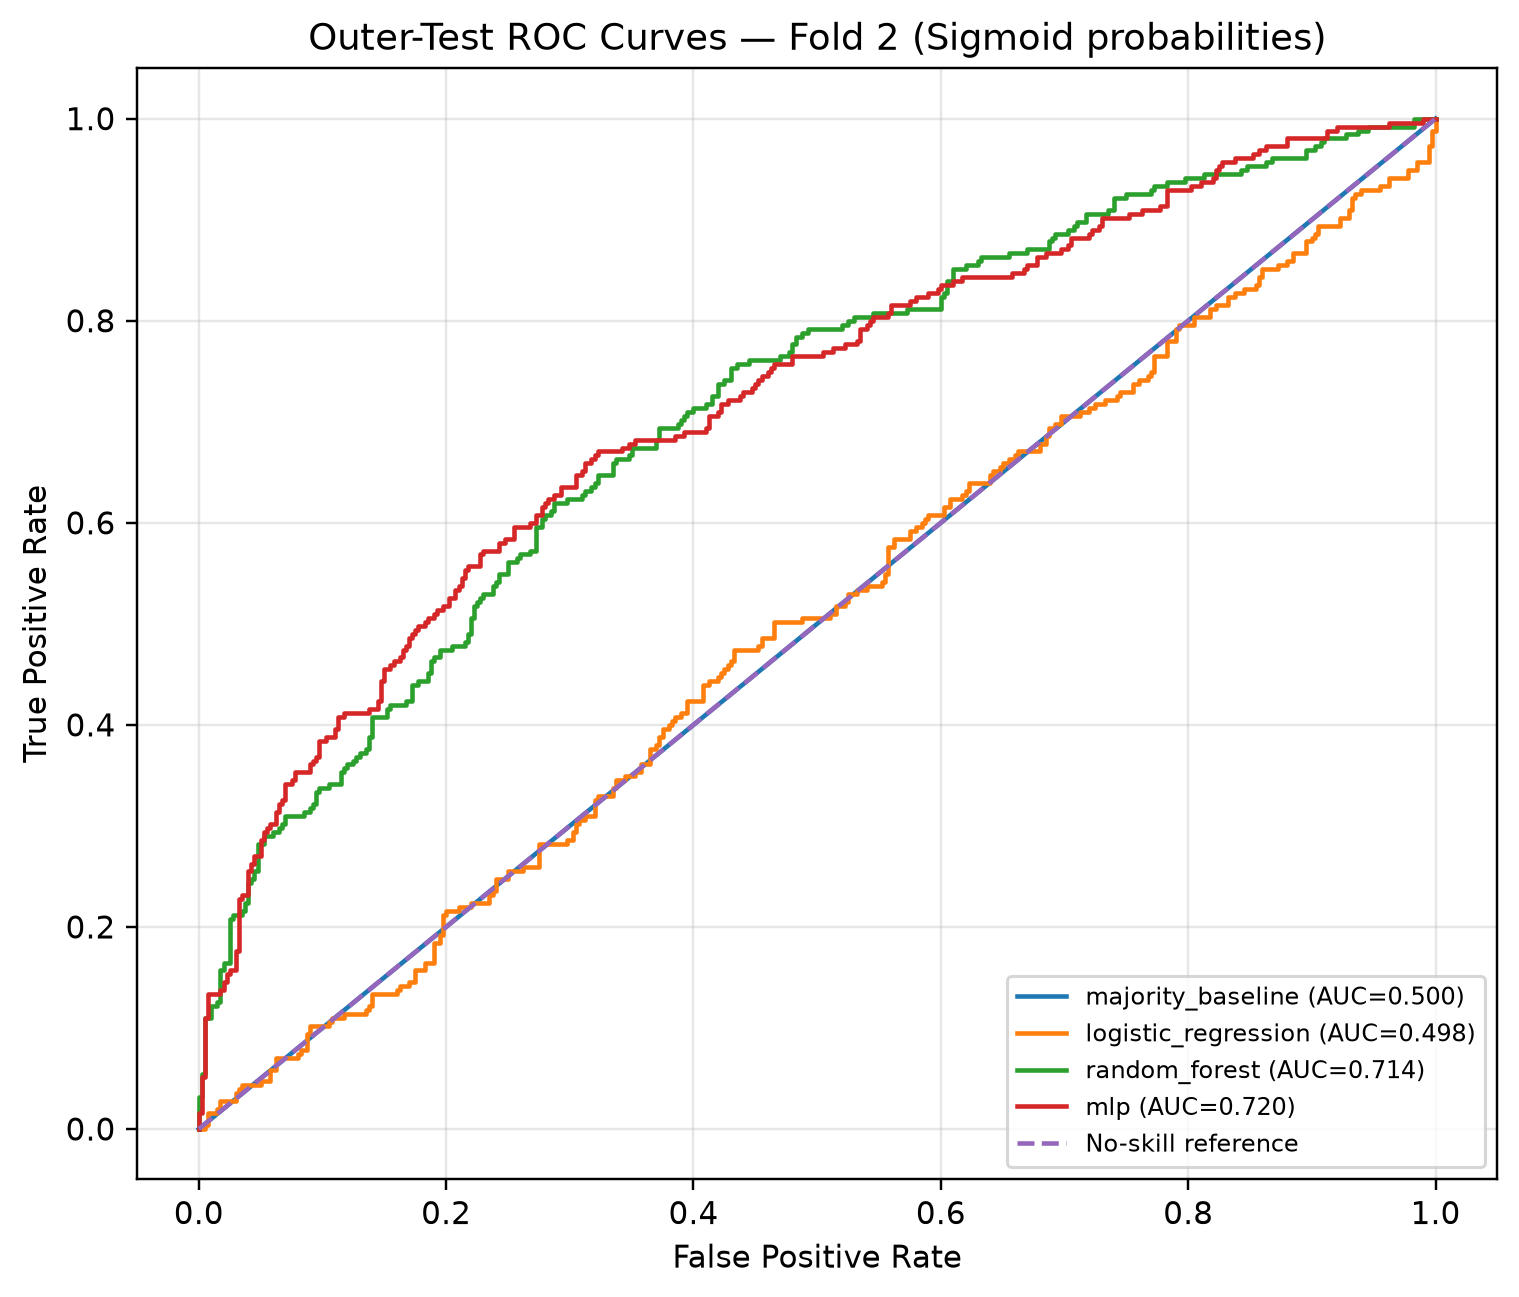 Outer-Test ROC Curves — Fold 2 (Sigmoid probabilities)
True Positive Rate
1.0
0.8
0.6
0.4
0.2
0.0
majority_baseline (AUC=0.500)
logistic_regression (AUC=0.498)
random_forest (AUC=0.714)
mlp (AUC=0.720)
No-skill reference
0.0 0.2 0.4 0.6 0.8 1.0
False Positive Rate